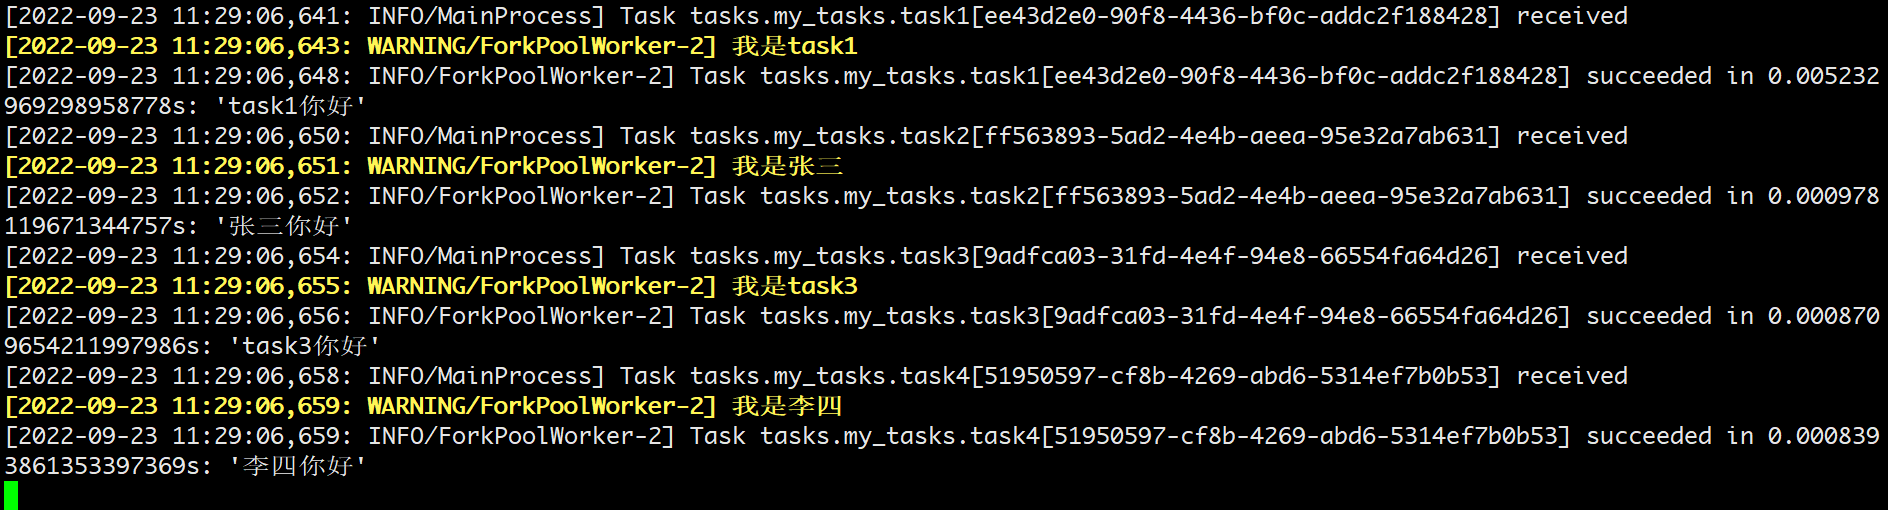 [2022-09-23 11:29:06,641: INFO/MainProcess] Task tasks.my_tasks.task1[ee43d2e0-90f8-4436-bf0c-addc2f188428] received
[2022-09-23 11:29:06,643: WARNING/ForkPoolWorker-2] 我是task1
[2022-09-23 11:29:06,648: INFO/ForkPoolWorker-2] Task tasks.my_tasks.task1[ee43d2e0-90f8-4436-bf0c-addc2f188428] succeeded in 0.005232
969298958778s: 'task1你好'
[2022-09-23 11:29:06,650: INFO/MainProcess] Task tasks.my_tasks.task2[ff563893-5ad2-4e4b-aeea-95e32a7ab631] received
[2022-09-23 11:29:06,651: WARNING/ForkPoolWorker-2] 我是张三
[2022-09-23 11:29:06,652: INFO/ForkPoolWorker-2] Task tasks.my_tasks.task2[ff563893-5ad2-4e4b-aeea-95e32a7ab631] succeeded in 0.000978
119671344757s: '张三你好'
[2022-09-23 11:29:06,654: INFO/MainProcess] Task tasks.my_tasks.task3[9adfca03-31fd-4e4f-94e8-66554fa64d26] received
[2022-09-23 11:29:06,655: WARNING/ForkPoolWorker-2] 我是task3
[2022-09-23 11:29:06,656: INFO/ForkPoolWorker-2] Task tasks.my_tasks.task3[9adfca03-31fd-4e4f-94e8-66554fa64d26] succeeded in 0.000870
9654211997986s: 'task3你好'
[2022-09-23 11:29:06,658: INFO/MainProcess] Task tasks.my_tasks.task4[51950597-cf8b-4269-abd6-5314ef7b0b53] received
[2022-09-23 11:29:06,659: WARNING/ForkPoolWorker-2] 我是李四
[2022-09-23 11:29:06,659: INFO/ForkPoolWorker-2] Task tasks.my_tasks.task4[51950597-cf8b-4269-abd6-5314ef7b0b53] succeeded in 0.000839
3861353397369s: '李四你好'